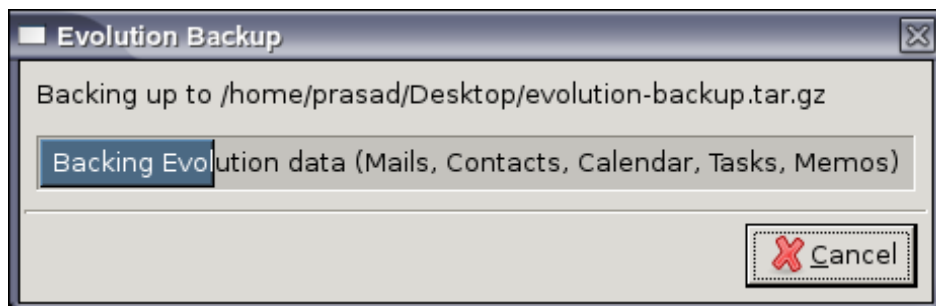 Evolution Backup
Backing up to /home/prasad/Desktop/evolution-backup.tar.gz
Backing Evolution data (Mails, Contacts, Calendar, Tasks, Memos)
Cancel